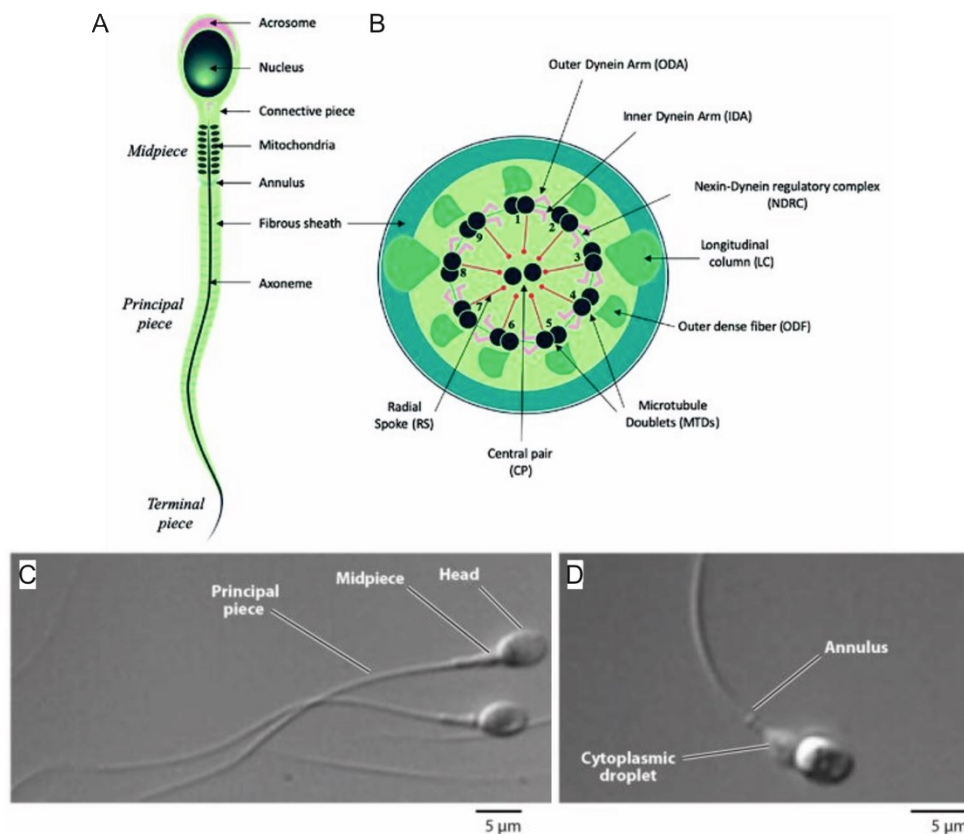 A
Acrosome
Nucleus
Connective piece
Midpiece
Mitochondria
Annulus
Fibrous sheath
Axoneme
Principal
piece
Terminal
piece
B
Outer Dynein Arm (ODA)
Inner Dynein Arm (IDA)
Nexin-Dynein regulatory complex
(NDRC)
Longitudinal
column (LC)
Outer dense fiber (ODF)
Microtubule
Doublets (MTDs)
Central pair
(CP)
Radial
Spoke (RS)
1
2
3
4
5
6
7
8
9
C
Principal
piece
Midpiece
Head
5 µm
D
Annulus
Cytoplasmic
droplet
5 µm